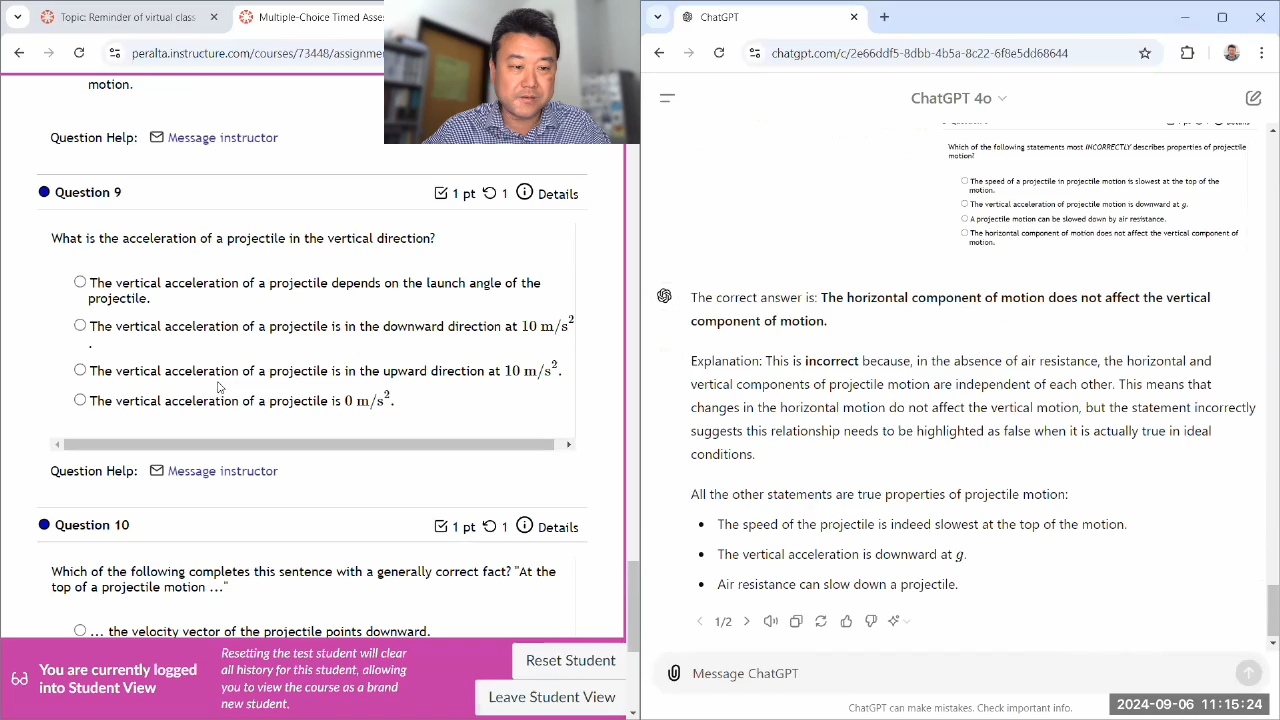 Topic: Reminder of virtual class
Multiple-Choice Timed Asses
peralta.instructure.com/courses/73448/assignme
motion.
Question Help: Message instructor
Question 9
1 pt 1 Details
What is the acceleration of a projectile in the vertical direction?
The vertical acceleration of a projectile depends on the launch angle of the
projectile.
The vertical acceleration of a projectile is in the downward direction at 10 m/s²
.
The vertical acceleration of a projectile is in the upward direction at 10 m/s².
The vertical acceleration of a projectile is 0 m/s².
Question Help: Message instructor
Question 10
1 pt 1 Details
Which of the following completes this sentence with a generally correct fact? "At the
top of a projectile motion ..."
... the velocity vector of the projectile points downward.
You are currently logged
into Student View
Resetting the test student will clear
all history for this student, allowing
you to view the course as a brand
new student.
Reset Student
Leave Student View
ChatGPT
chatgpt.com/c/2e66ddf5-8dbb-4b5a-8c22-6f8e5dd68644
ChatGPT 4o
Which of the following statements most INCORRECTLY describes properties of projectile
motion?
The speed of a projectile in projectile motion is slowest at the top of the
motion.
The vertical acceleration of projectile motion is downward at g.
A projectile motion can be slowed down by air resistance.
The horizontal component of motion does not affect the vertical component of
motion.
The correct answer is: The horizontal component of motion does not affect the vertical
component of motion.
Explanation: This is incorrect because, in the absence of air resistance, the horizontal and
vertical components of projectile motion are independent of each other. This means that
changes in the horizontal motion do not affect the vertical motion, but the statement incorrectly
suggests this relationship needs to be highlighted as false when it is actually true in ideal
conditions.
All the other statements are true properties of projectile motion:
• The speed of the projectile is indeed slowest at the top of the motion.
• The vertical acceleration is downward at g.
• Air resistance can slow down a projectile.
1/2
Message ChatGPT
ChatGPT can make mistakes. Check important info.
2024-09-06 11:15:24